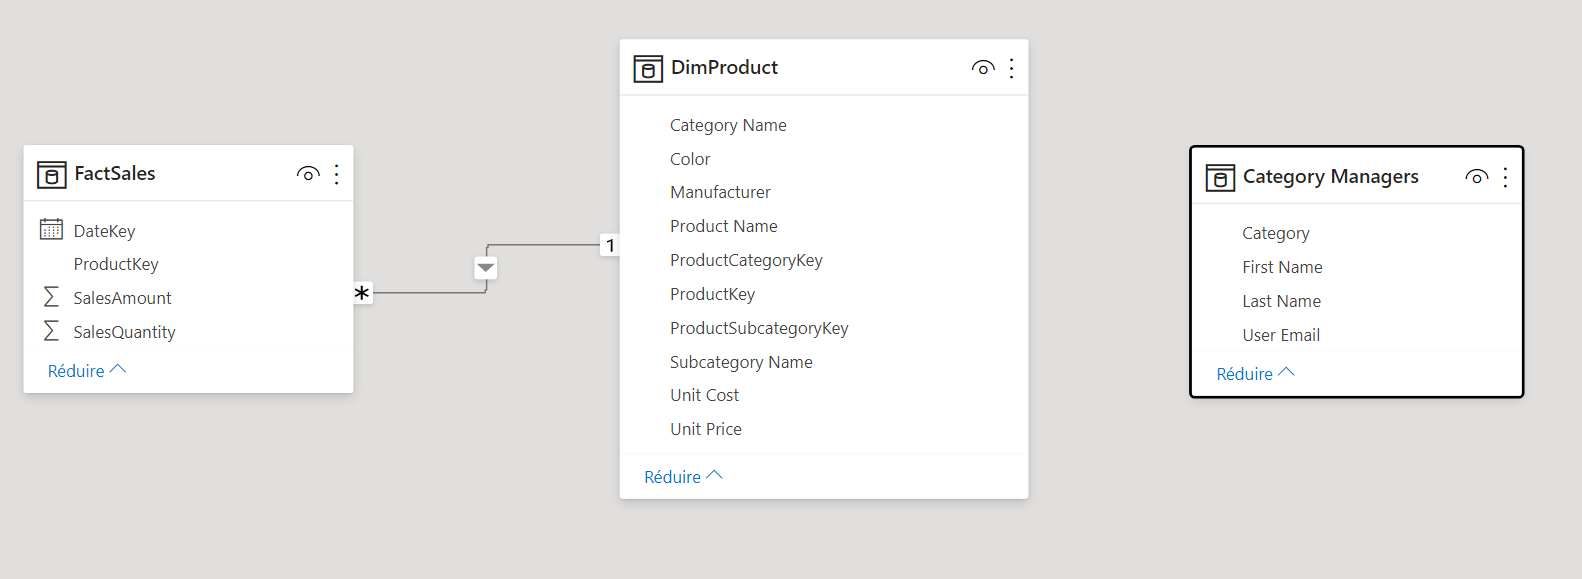 FactSales
DateKey
ProductKey
SalesAmount
SalesQuantity
Réduire
*
1
DimProduct
Category Name
Color
Manufacturer
Product Name
ProductCategoryKey
ProductKey
ProductSubcategoryKey
Subcategory Name
Unit Cost
Unit Price
Réduire
Category Managers
Category
First Name
Last Name
User Email
Réduire